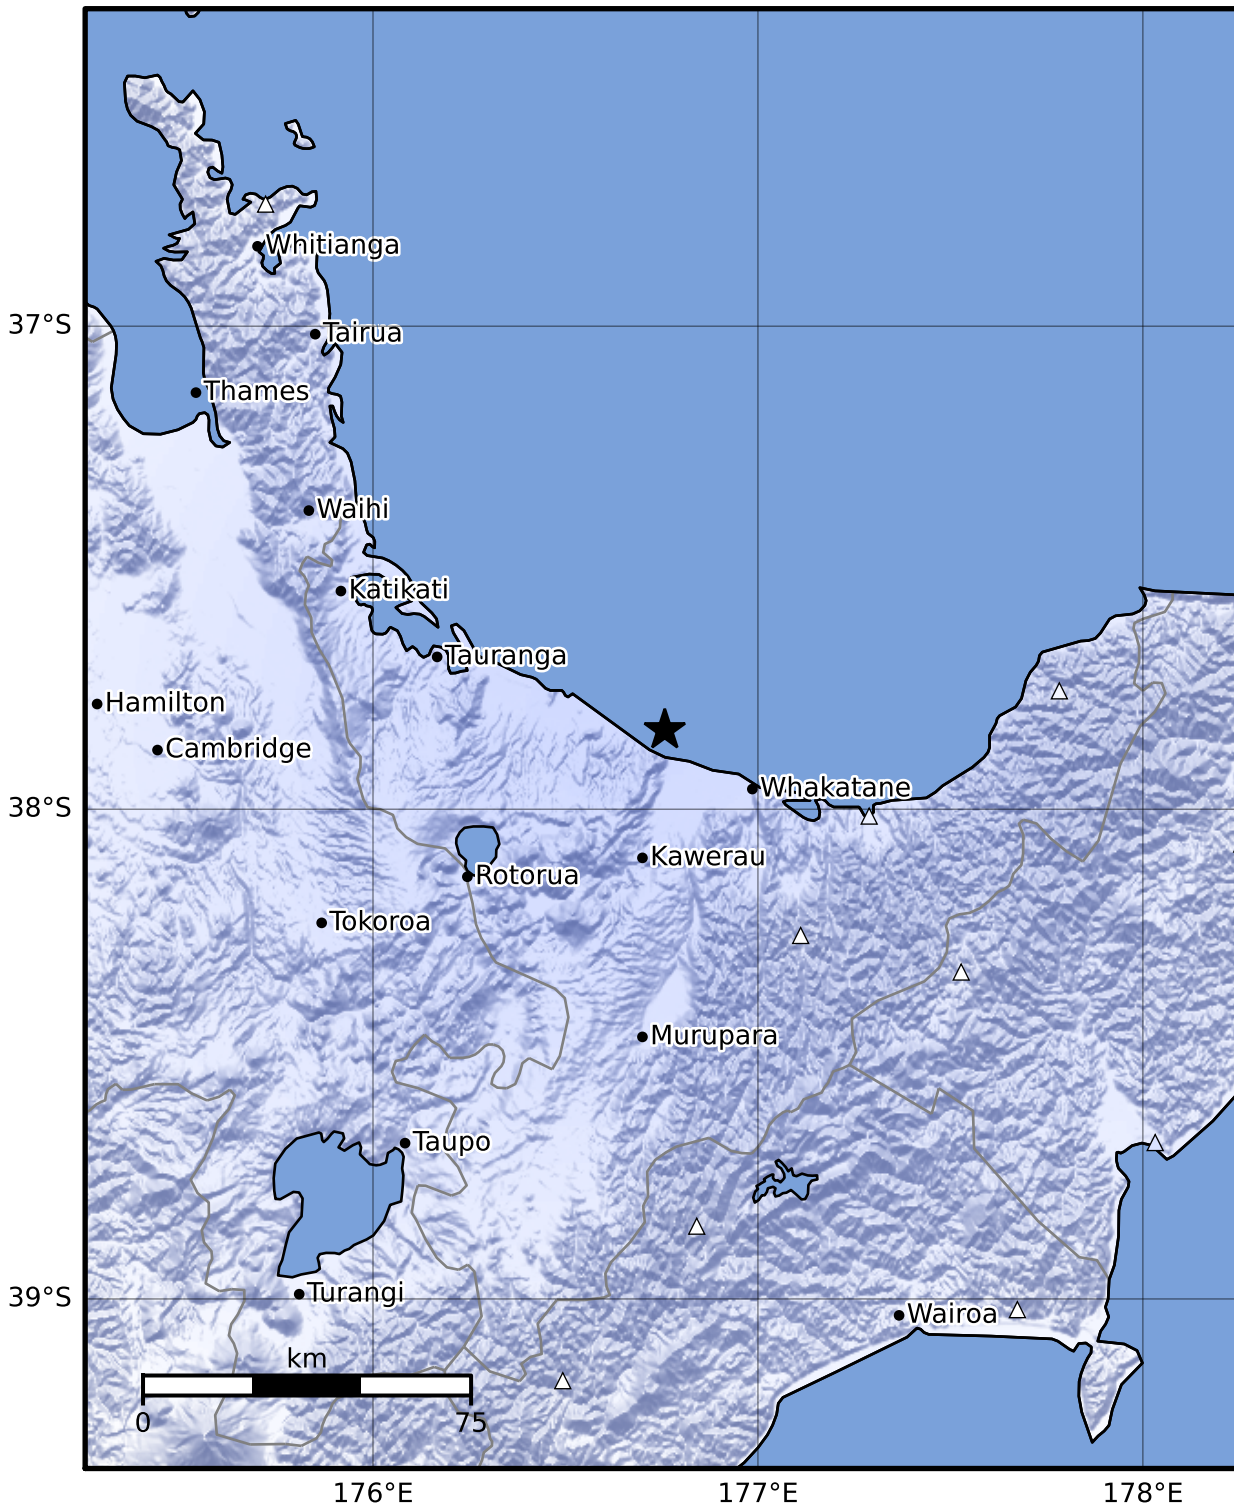 Whitianga
37°S
Tairua
Thames
Waihi
Katikati
Tauranga
Hamilton
Cambridge
Whakatane
38°S
Kawerau
Rotorua
Tokoroa
Murupara
Taupo
Turangi
39°S
Wairoa
km
0
75
176°E
177°E
178°E